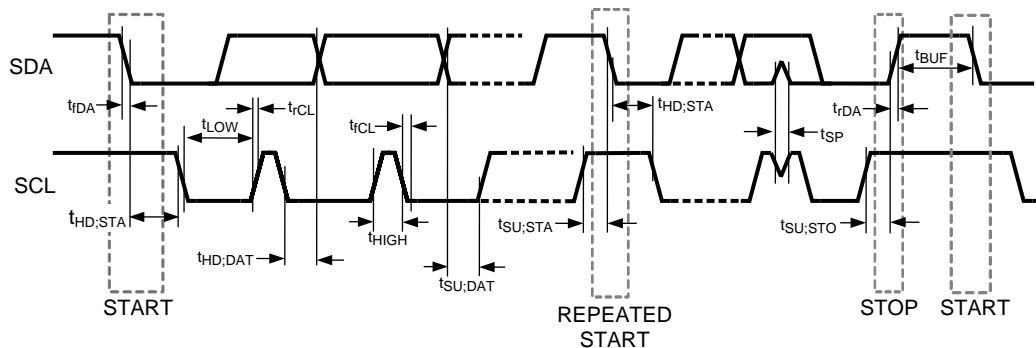 SDA
tfDA
tLOW
trCL
tfCL
tHD;STA
tSP
trDA
tBUF
SCL
tHD;STA
tHD;DAT
tHIGH
tSU;DAT
tSU;STA
tSU;STO
START
REPEATED
START
STOP
START